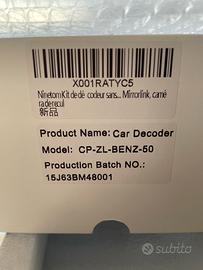 X001RATYC5
Ninetom Kit de dé codeur sans... Mirrorlink, camé
ra de recul
新品
Product Name: Car Decoder
Model: CP-ZL-BENZ-50
Production Batch NO.:
15J63BM48001
subito